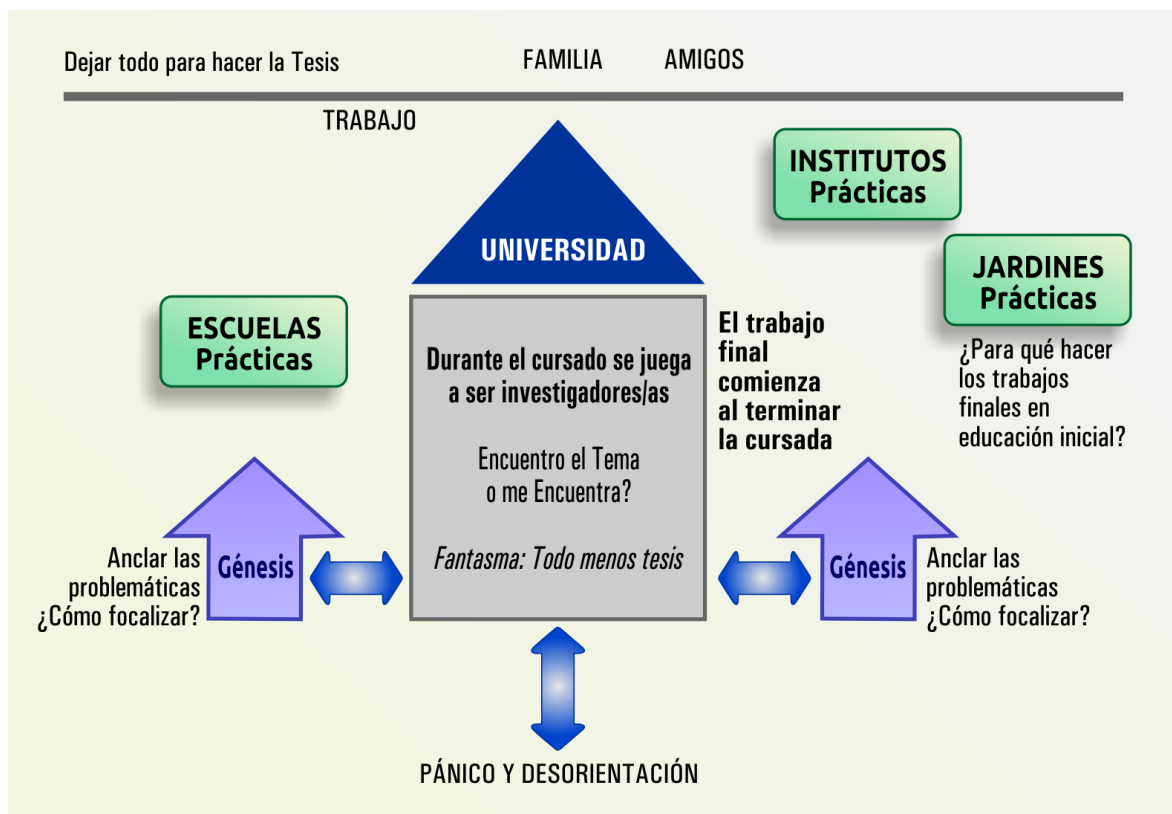 Dejar todo para hacer la Tesis
FAMILIA
AMIGOS
TRABAJO
INSTITUTOS
Prácticas
UNIVERSIDAD
JARDINES
Prácticas
¿Para qué hacer
los trabajos
finales en
educación inicial?
ESCUELAS
Prácticas
Durante el cursado se juega
a ser investigadores/as
Encuentro el Tema
o me Encuentra?
Fantasma: Todo menos tesis
El trabajo
final
comienza
al terminar
la cursada
Anclar las
problemáticas
¿Cómo focalizar?
Génesis
Génesis
Anclar las
problemáticas
¿Cómo focalizar?
PÁNICO Y DESORIENTACIÓN